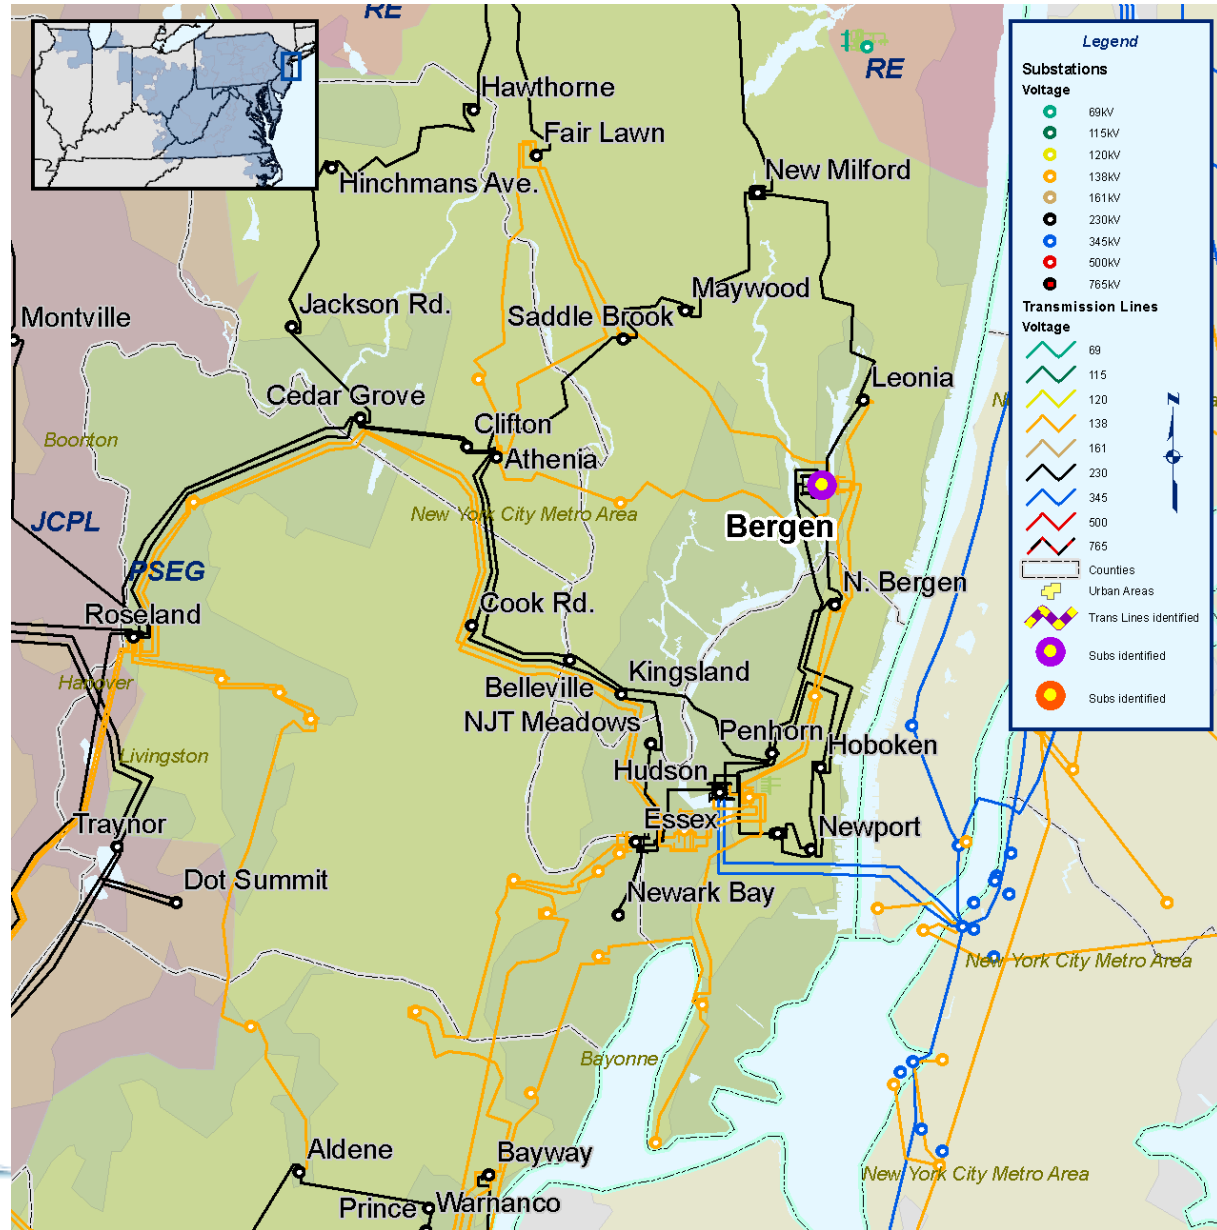 RE
RE
Hawthorne
Fair Lawn
Hinchmans Ave.
New Milford
Montville
Jackson Rd.
Maywood
Saddle Brook
Leonia
Cedar Grove
Clifton
Athenia
Boonton
New York City Metro Area
JCPL
PSEG
Bergen
N. Bergen
Roseland
Cook Rd.
Hanover
Belleville
Kingsland
NJT Meadows
Penhorn
Hoboken
Livingston
Hudson
Traynor
Essex
Newport
Dot Summit
Newark Bay
New York City Metro Area
Bayonne
Aldene
Bayway
New York City Metro Area
Prince
Warinanco
Legend
Substations
Voltage
69kV
115kV
120kV
138kV
161kV
230kV
345kV
500kV
765kV
Transmission Lines
Voltage
69
115
120
138
161
230
345
500
765
Counties
Urban Areas
Trans Lines identified
Subs identified
Subs identified
N